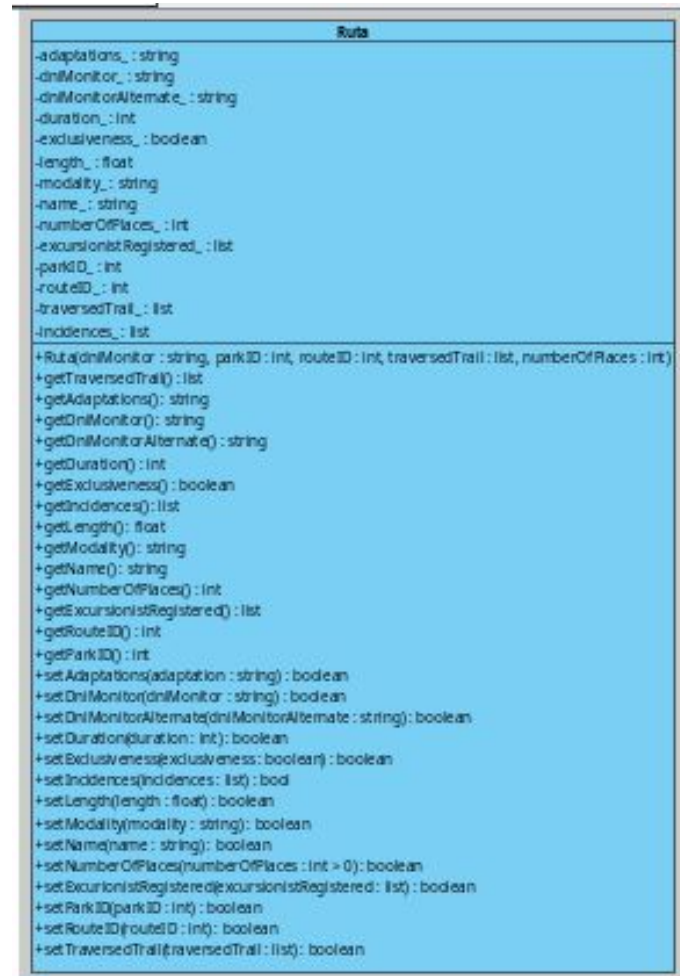 Ruta
-adaptations_ : string
-dniMonitor_ : string
-dniMonitorAlternate_ : string
-duration_ : int
-exclusiveness_ : boolean
-length_ : float
-modality_ : string
-name_ : string
-numberOfPlaces_ : int
-excursionistRegistered_ : list
-parkID_ : int
-routeID_ : int
-traversedTrail_ : list
-incidences_ : list
+Ruta(dniMonitor : string, parkID : int, routeID : int, traversedTrail : list, numberOfPlaces : int)
+getTraversedTrail() : list
+getAdaptations() : string
+getDniMonitor() : string
+getDniMonitorAlternate() : string
+getDuration() : int
+getExclusiveness() : boolean
+getIncidences() : list
+getLength() : float
+getModality() : string
+getName() : string
+getNumberOfPlaces() : int
+getExcursionistRegistered() : list
+getRouteID() : int
+getParkID() : int
+setAdaptations(adaptation : string) : boolean
+setDniMonitor(dniMonitor : string) : boolean
+setDniMonitorAlternate(dniMonitorAlternate : string) : boolean
+setDuration(duration : int) : boolean
+setExclusiveness(exclusiveness : boolean) : boolean
+setIncidences(incidences : list) : bool
+setLength(length : float) : boolean
+setModality(modality : string) : boolean
+setName(name : string) : boolean
+setNumberOfPlaces(numberOfPlaces : int > 0) : boolean
+setExcurionistRegistered(excursionistRegistered : list) : boolean
+setParkID(parkID : int) : boolean
+setRouteID(routeID : int) : boolean
+setTraversedTrail(traversedTrail : list) : boolean